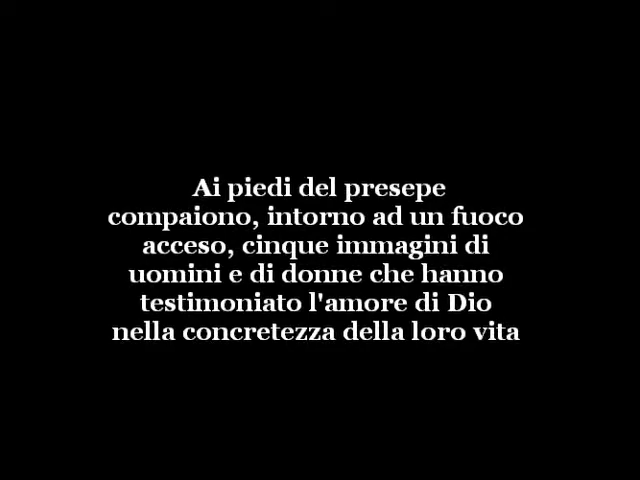 Ai piedi del presepe
compaiono, intorno ad un fuoco
acceso, cinque immagini di
uomini e di donne che hanno
testimoniato l'amore di Dio
nella concretezza della loro vita